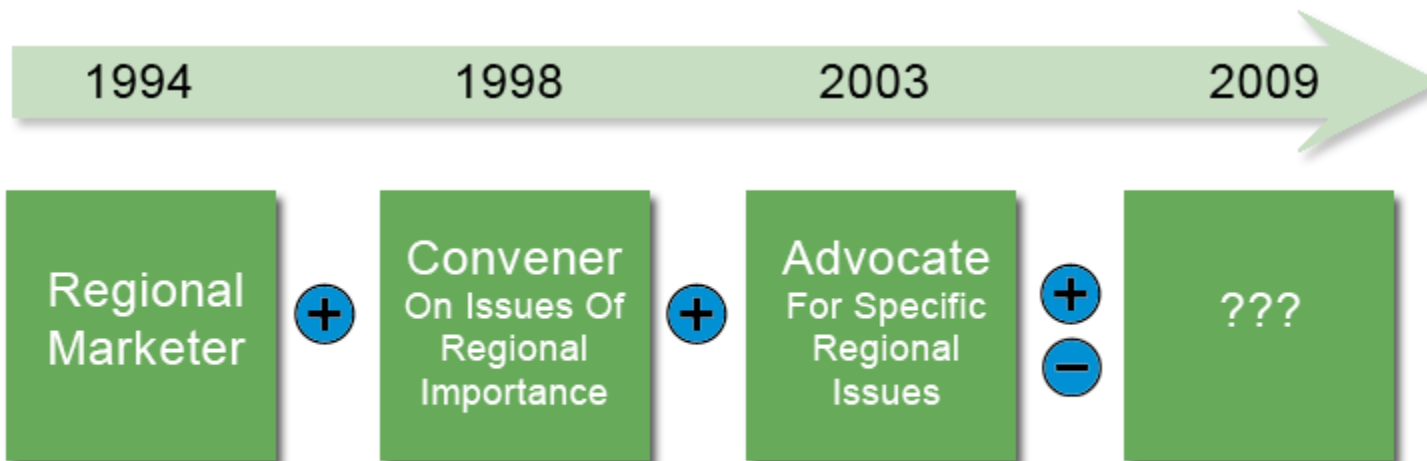 1994 1998 2003 2009
Regional
Marketer
+
Convener
On Issues Of
Regional
Importance
+
Advocate
For Specific
Regional
Issues
+
−
???